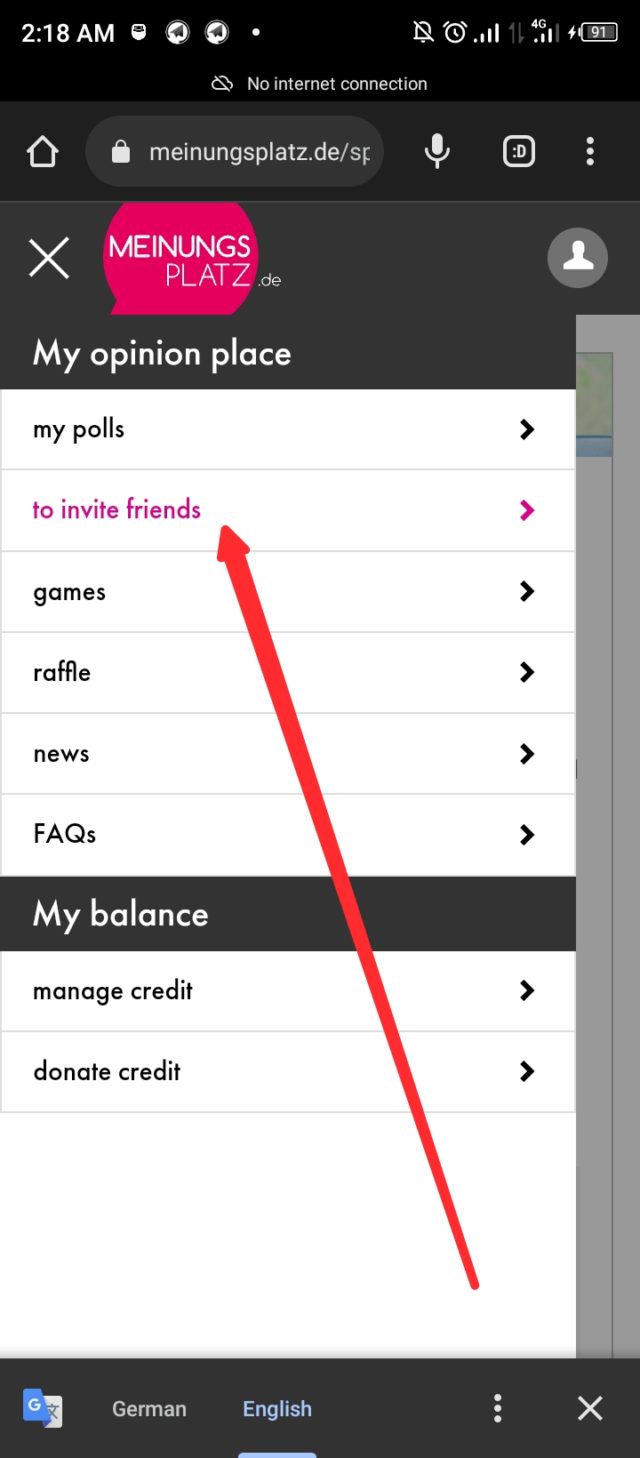 2:18 AM
4G
91
No internet connection
meinungsplatz.de/sp
:D
MEINUNGS
PLATZ.de
My opinion place
my polls
to invite friends
games
raffle
news
FAQs
My balance
manage credit
donate credit
G 文
German
English